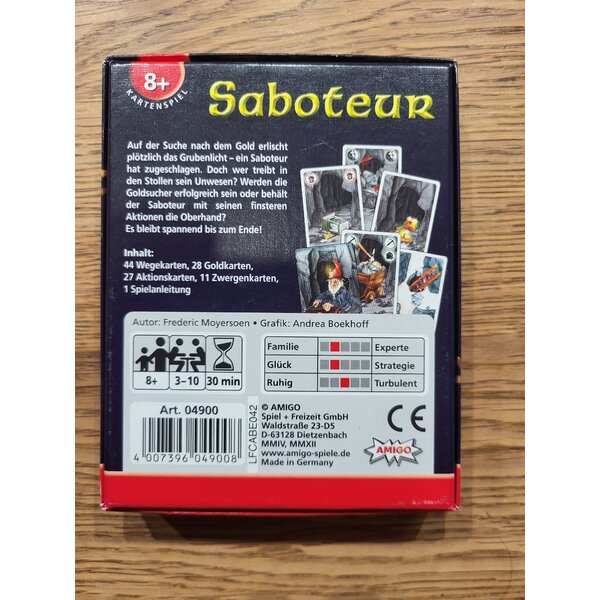 8+
KARTENSPIEL
Saboteur
Auf der Suche nach dem Gold erlischt
plötzlich das Grubenlicht – ein Saboteur
hat zugeschlagen. Doch wer treibt in
den Stollen sein Unwesen? Werden die
Goldsucher erfolgreich sein oder behält
der Saboteur mit seinen finsteren
Aktionen die Oberhand?
Es bleibt spannend bis zum Ende!
Inhalt:
44 Wegekarten, 28 Goldkarten,
27 Aktionskarten, 11 Zwergenkarten,
1 Spielanleitung
Autor: Frederic Moyersoen • Grafik: Andrea Boekhoff
8+
3–10
30 min
Familie Experte
Glück Strategie
Ruhig Turbulent
Art. 04900
4 007396 049008
LFCABE042
© AMIGO
Spiel + Freizeit GmbH
Waldstraße 23-D5
D-63128 Dietzenbach
MMIV, MMXII
www.amigo-spiele.de
Made in Germany
CE
AMIGO